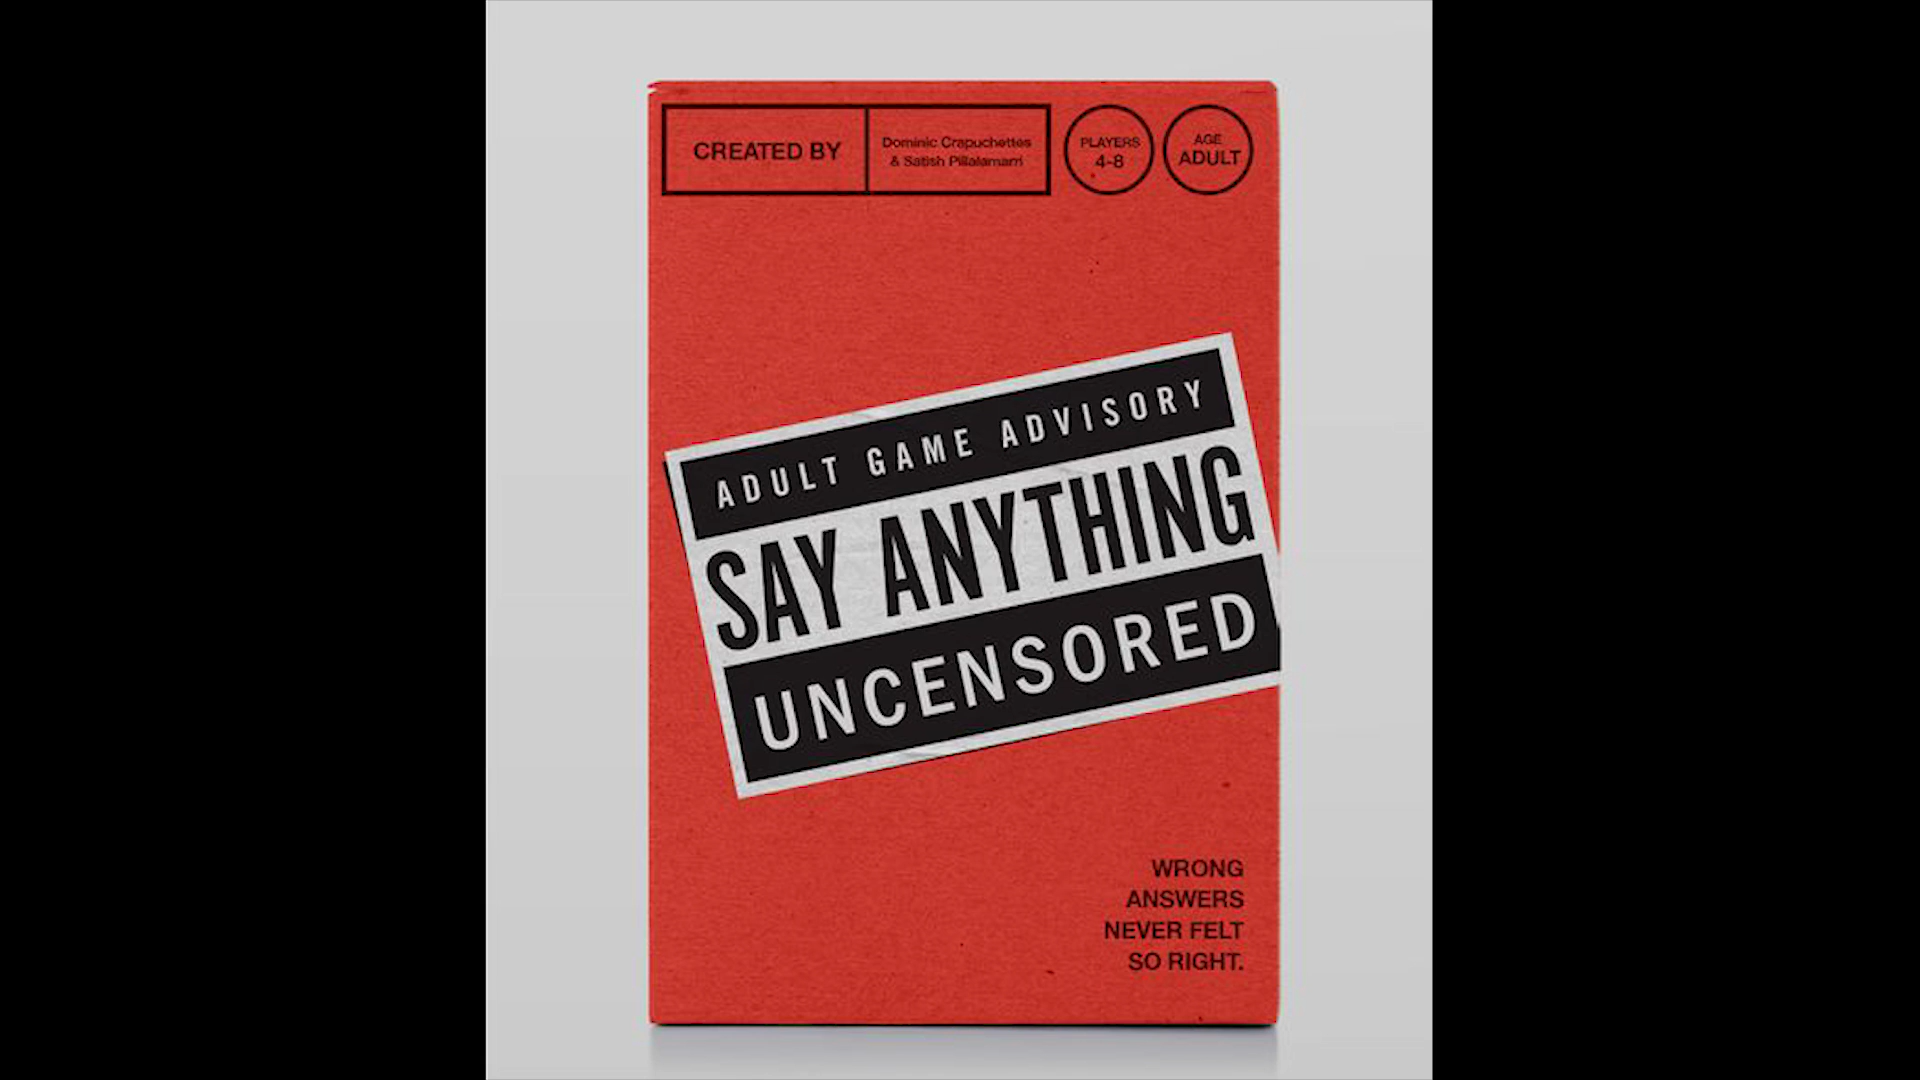 CREATED BY
Dominic Crapuchettes
& Satish Pillalamarri
PLAYERS
4-8
AGE
ADULT
ADULT GAME ADVISORY
SAY ANYTHING
UNCENSORED
WRONG
ANSWERS
NEVER FELT
SO RIGHT.